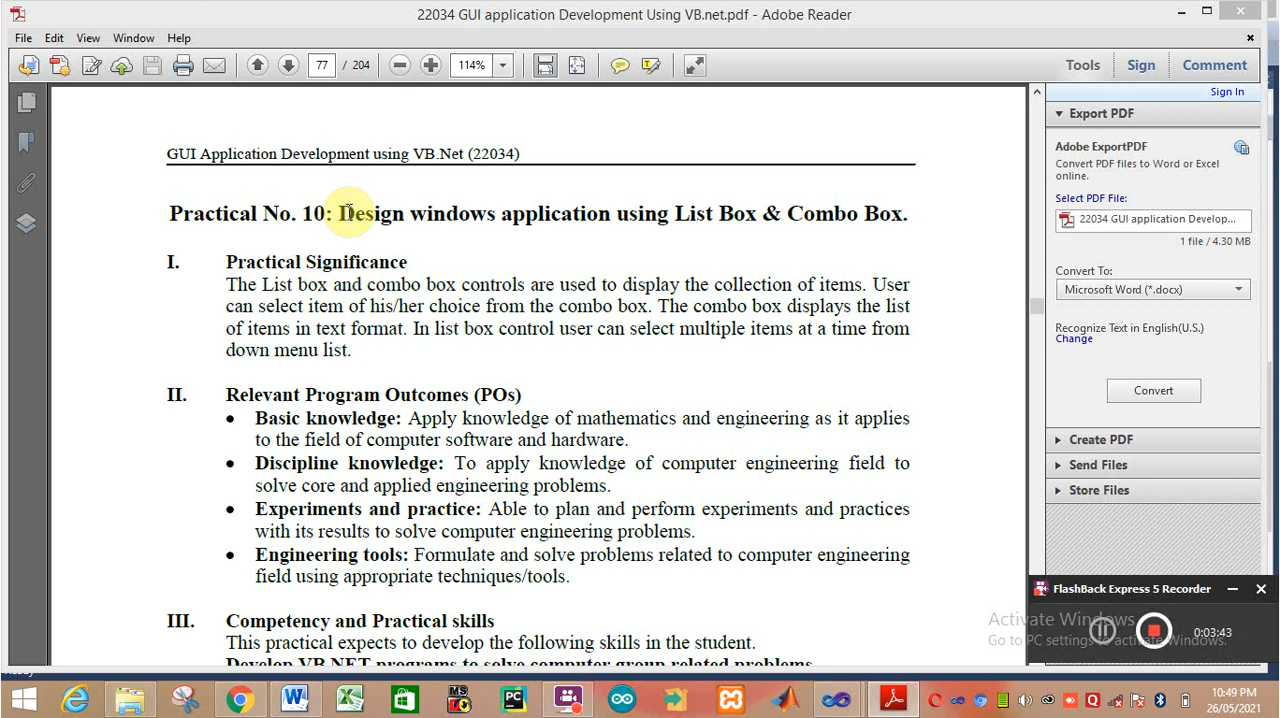 22034 GUI application Development Using VB.net.pdf - Adobe Reader
File Edit View Window Help
77 / 204 114% Tools Sign Comment
Sign In
GUI Application Development using VB.Net (22034)
Practical No. 10: Design windows application using List Box & Combo Box.
I. Practical Significance
The List box and combo box controls are used to display the collection of items. User
can select item of his/her choice from the combo box. The combo box displays the list
of items in text format. In list box control user can select multiple items at a time from
down menu list.
II. Relevant Program Outcomes (POs)
• Basic knowledge: Apply knowledge of mathematics and engineering as it applies
to the field of computer software and hardware.
• Discipline knowledge: To apply knowledge of computer engineering field to
solve core and applied engineering problems.
• Experiments and practice: Able to plan and perform experiments and practices
with its results to solve computer engineering problems.
• Engineering tools: Formulate and solve problems related to computer engineering
field using appropriate techniques/tools.
III. Competency and Practical skills
This practical expects to develop the following skills in the student.
Develop VB.NET programs to solve computer group related problems
Export PDF
Adobe ExportPDF
Convert PDF files to Word or Excel
online.
Select PDF File:
22034 GUI application Develop...
1 file / 4.30 MB
Convert To:
Microsoft Word (*.docx)
Recognize Text in English(U.S.)
Change
Convert
Create PDF
Send Files
Store Files
FlashBack Express 5 Recorder
Activate Windows
Go to PC settings to activate Windows.
0:03:43
10:49 PM
26/05/2021